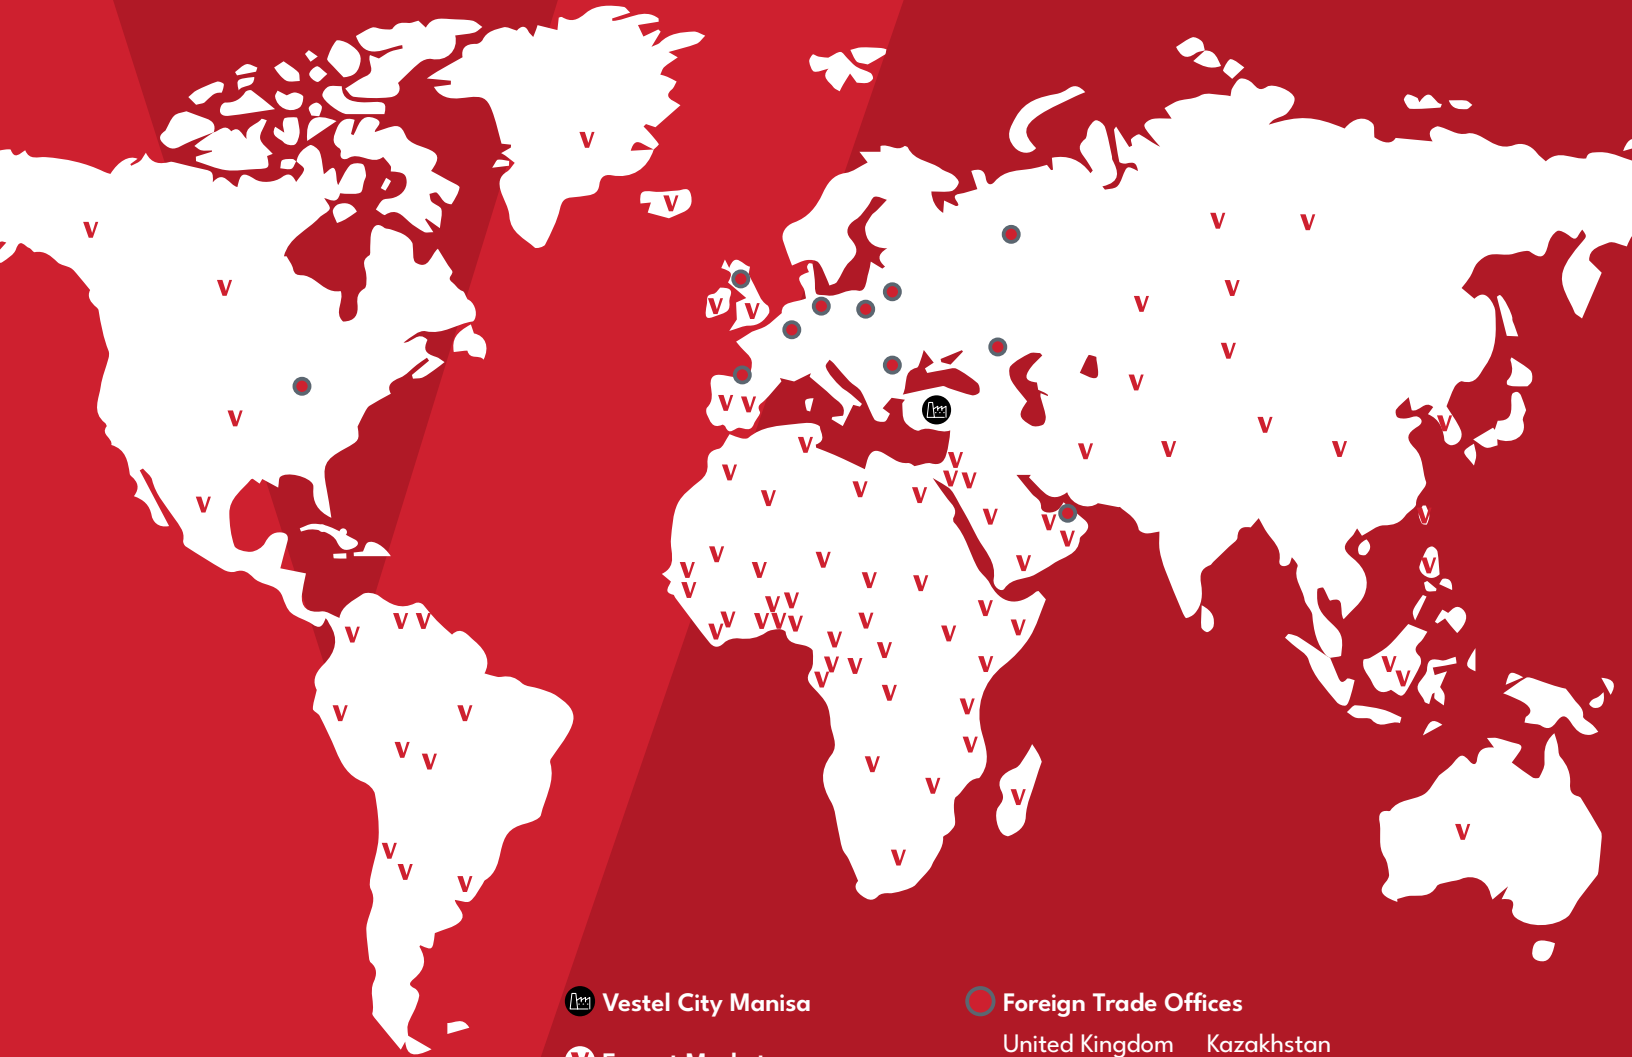 Vestel City Manisa
Foreign Trade Offices
United Kingdom
Kazakhstan